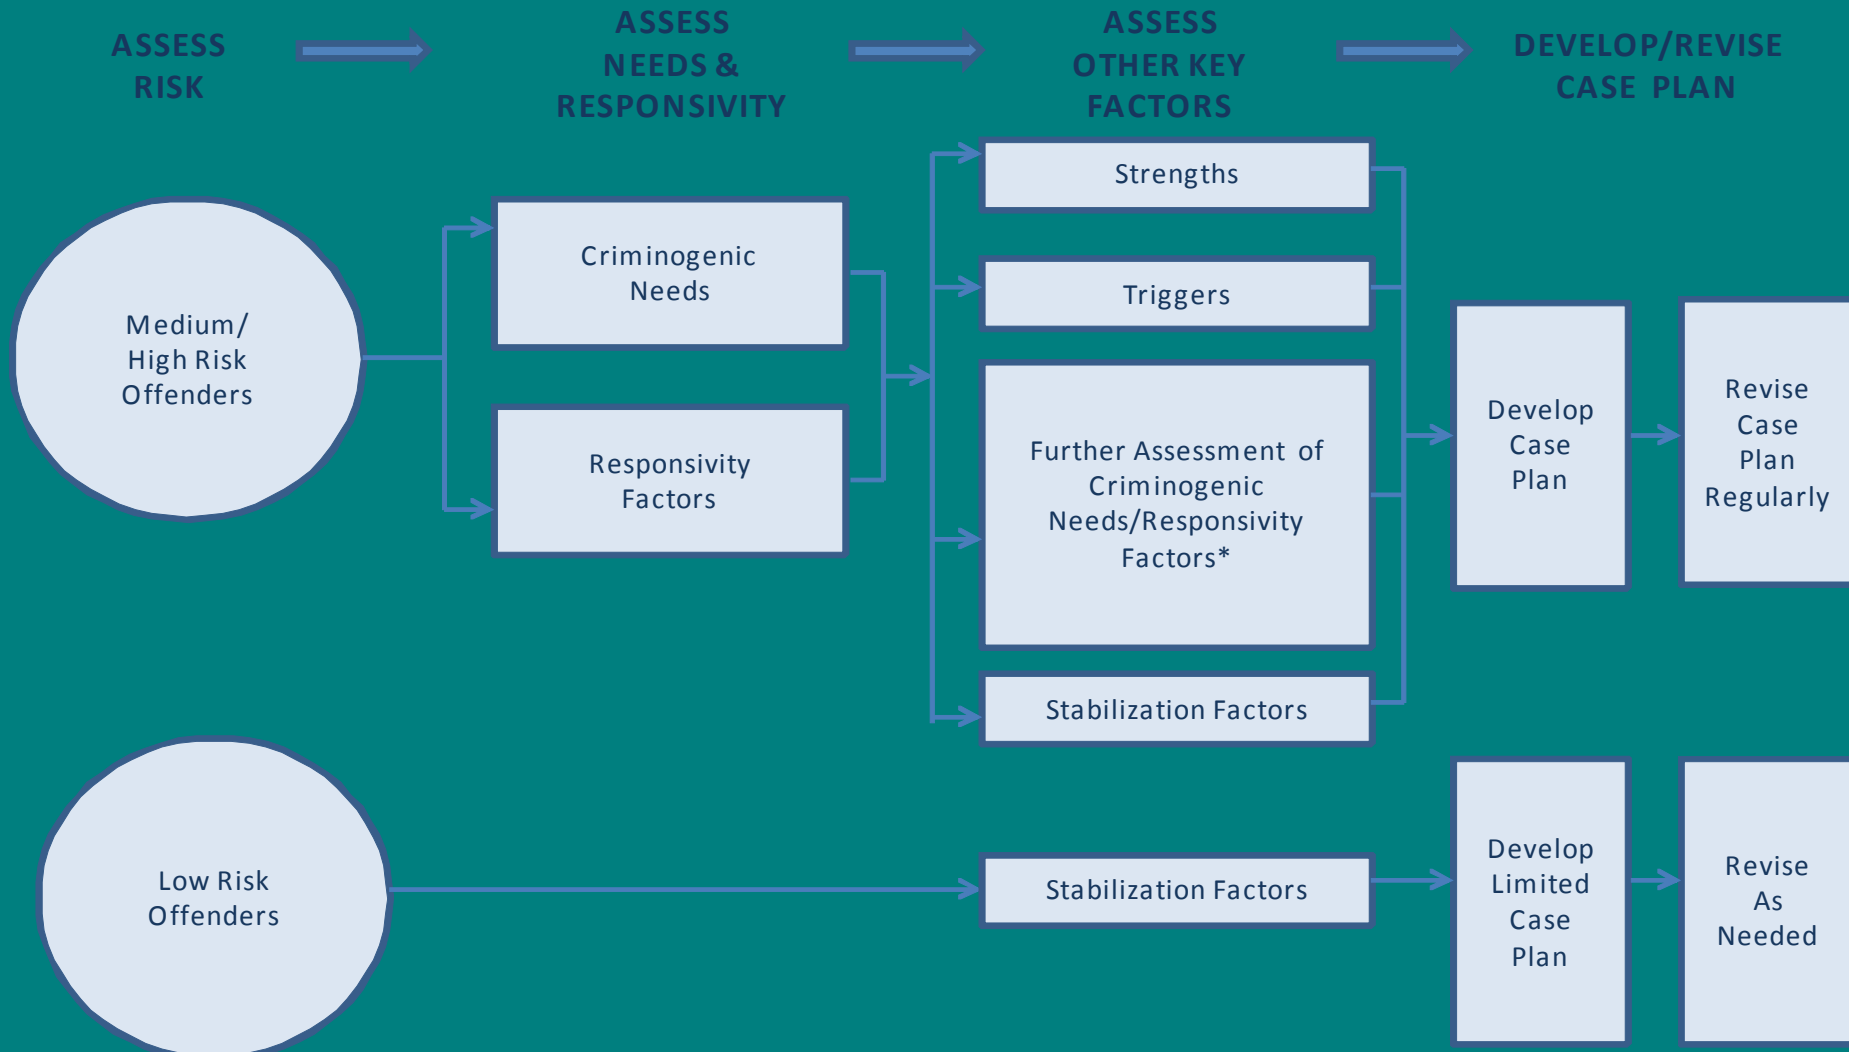 ASSESS
RISK
ASSESS
NEEDS &
RESPONSIVITY
ASSESS
OTHER KEY
FACTORS
DEVELOP/REVISE
CASE PLAN
Medium/
High Risk
Offenders
Criminogenic
Needs
Responsivity
Factors
Strengths
Triggers
Further Assessment of
Criminogenic
Needs/Responsivity
Factors*
Stabilization Factors
Develop
Case
Plan
Revise
Case
Plan
Regularly
Low Risk
Offenders
Stabilization Factors
Develop
Limited
Case
Plan
Revise
As
Needed